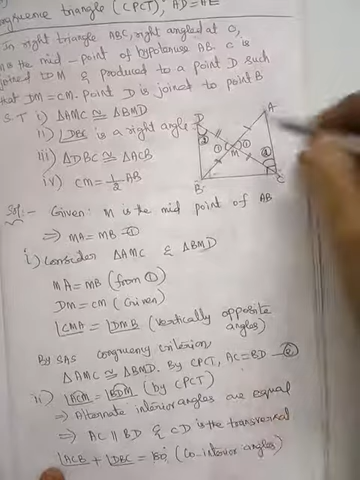 congruence triangle (CPCT), AD=AE
In right triangle ABC, right angled at C,
M is the mid-point of hypotenuse AB. C is
joined to M & produced to a point D such
that DM=CM. Point D is joined to point B
S.T i) ΔAMC ≅ ΔBMD
ii) ∠DBC is a right angle
iii) ΔDBC ≅ ΔACB
iv) CM=1/2 AB
D
A
M
B
C
Sol:- Given: M is the mid point of AB
⇒ MA=MB -①
i) Consider ΔAMC & ΔBMD
MA=MB (from ①)
DM=CM (Given)
∠CMA = ∠DMB (vertically opposite
angles)
By SAS congruency criterion
ΔAMC ≅ ΔBMD. By CPCT, AC=BD -②
ii) ∠ACM = ∠BDM (by CPCT)
⇒ Alternate interior angles are equal
⇒ AC || BD & CD is the transversal
∠ACB + ∠DBC = 180° (Co-interior angles)